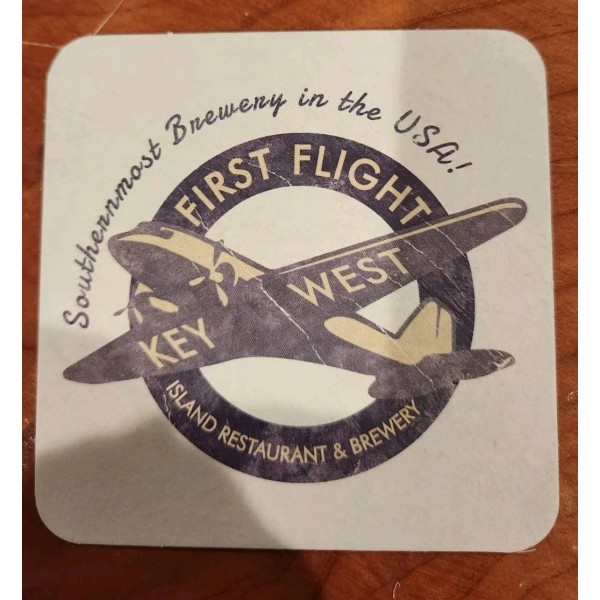 Southernmost Brewery in the USA!
FIRST FLIGHT
KEY WEST
ISLAND RESTAURANT & BREWERY